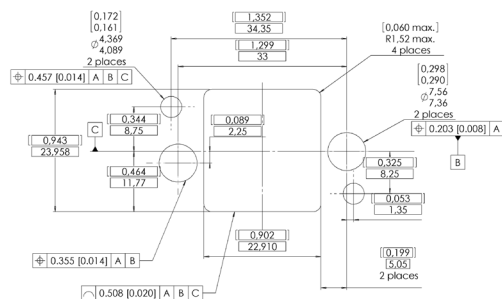 [0,172]
[0,161]
⌀ 4,369
4,089
2 places
⌖ 0.457 [0.014] A B C
[1,352]
34,35
[1,299]
33
[0,060 max.]
R1,52 max.
4 places
[0,298]
[0,290]
⌀ 7,56
7,36
2 places
⌖ 0.203 [0.008] A
B
[0,344]
8,75
[0,089]
2,25
C
[0,943]
23,958
[0,464]
11,77
[0,325]
8,25
[0,053]
1,35
⌖ 0.355 [0.014] A B
[0,902]
22,910
[0,199]
5,05
2 places
⌒ 0.508 [0.020] A B C